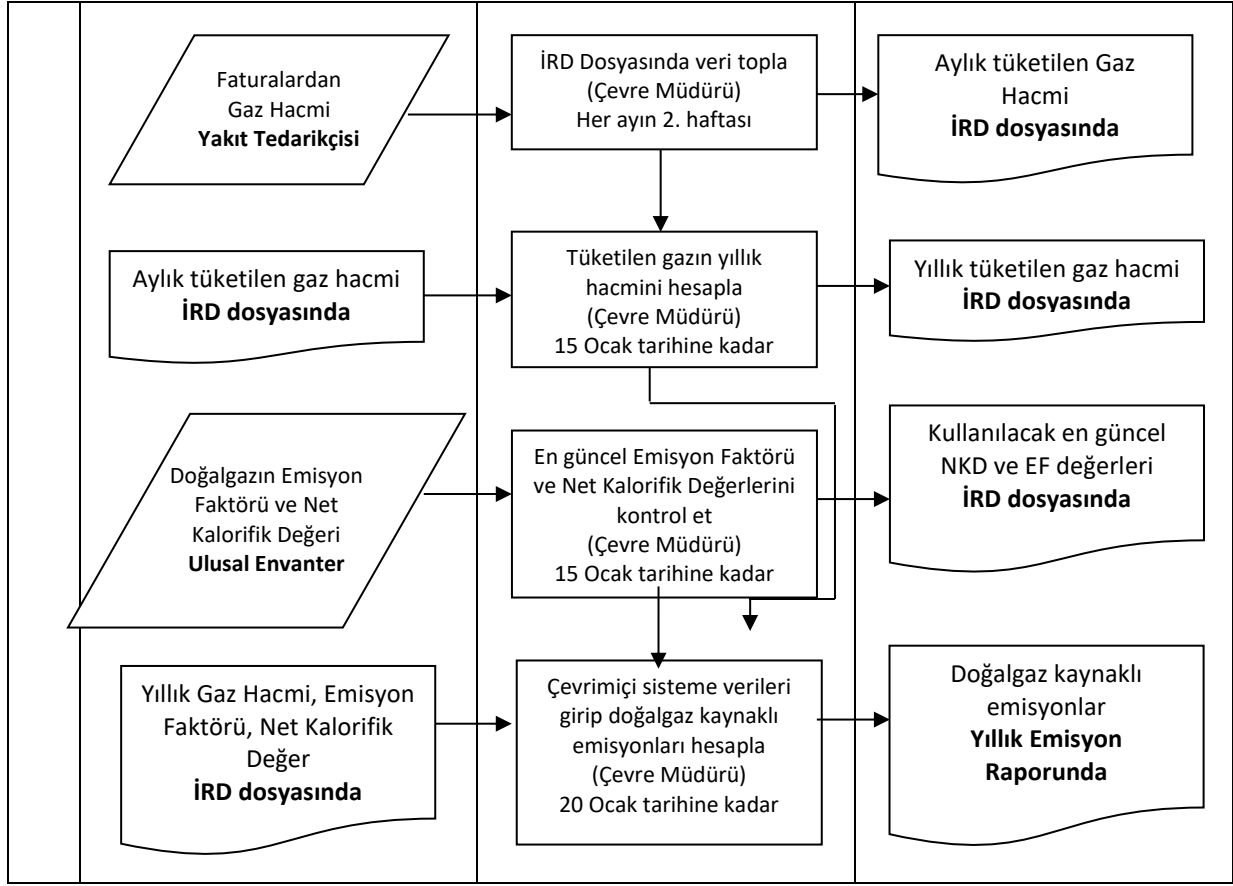 Faturalardan
Gaz Hacmi
Yakıt Tedarikçisi
İRD Dosyasında veri topla
(Çevre Müdürü)
Her ayın 2. haftası
Aylık tüketilen Gaz
Hacmi
İRD dosyasında
Aylık tüketilen gaz hacmi
İRD dosyasında
Tüketilen gazın yıllık
hacmini hesapla
(Çevre Müdürü)
15 Ocak tarihine kadar
Yıllık tüketilen gaz hacmi
İRD dosyasında
Doğalgazın Emisyon
Faktörü ve Net
Kalorifik Değeri
Ulusal Envanter
En güncel Emisyon Faktörü
ve Net Kalorifik Değerlerini
kontrol et
(Çevre Müdürü)
15 Ocak tarihine kadar
Kullanılacak en güncel
NKD ve EF değerleri
İRD dosyasında
Yıllık Gaz Hacmi, Emisyon
Faktörü, Net Kalorifik
Değer
İRD dosyasında
Çevrimiçi sisteme verileri
girip doğalgaz kaynaklı
emisyonları hesapla
(Çevre Müdürü)
20 Ocak tarihine kadar
Doğalgaz kaynaklı
emisyonlar
Yıllık Emisyon
Raporunda